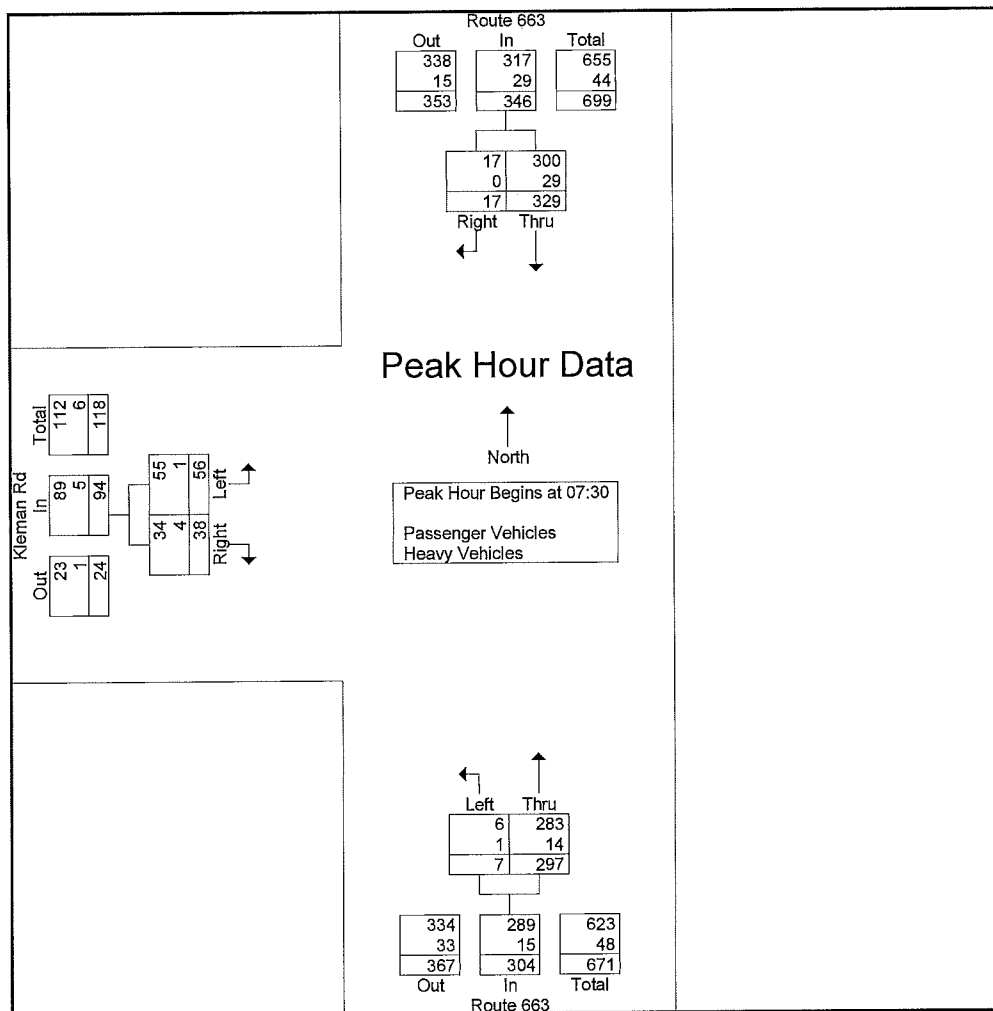 Route 663
Out In Total
338 317 655
15 29 44
353 346 699
17 300
0 29
17 329
Right Thru
Peak Hour Data
North
Peak Hour Begins at 07:30
Passenger Vehicles
Heavy Vehicles
Kleman Rd
Out In Total
23 89 112
1 5 6
24 94 118
34 55
4 1
38 56
Right Left
Left Thru
6 283
1 14
7 297
334 289 623
33 15 48
367 304 671
Out In Total
Route 663